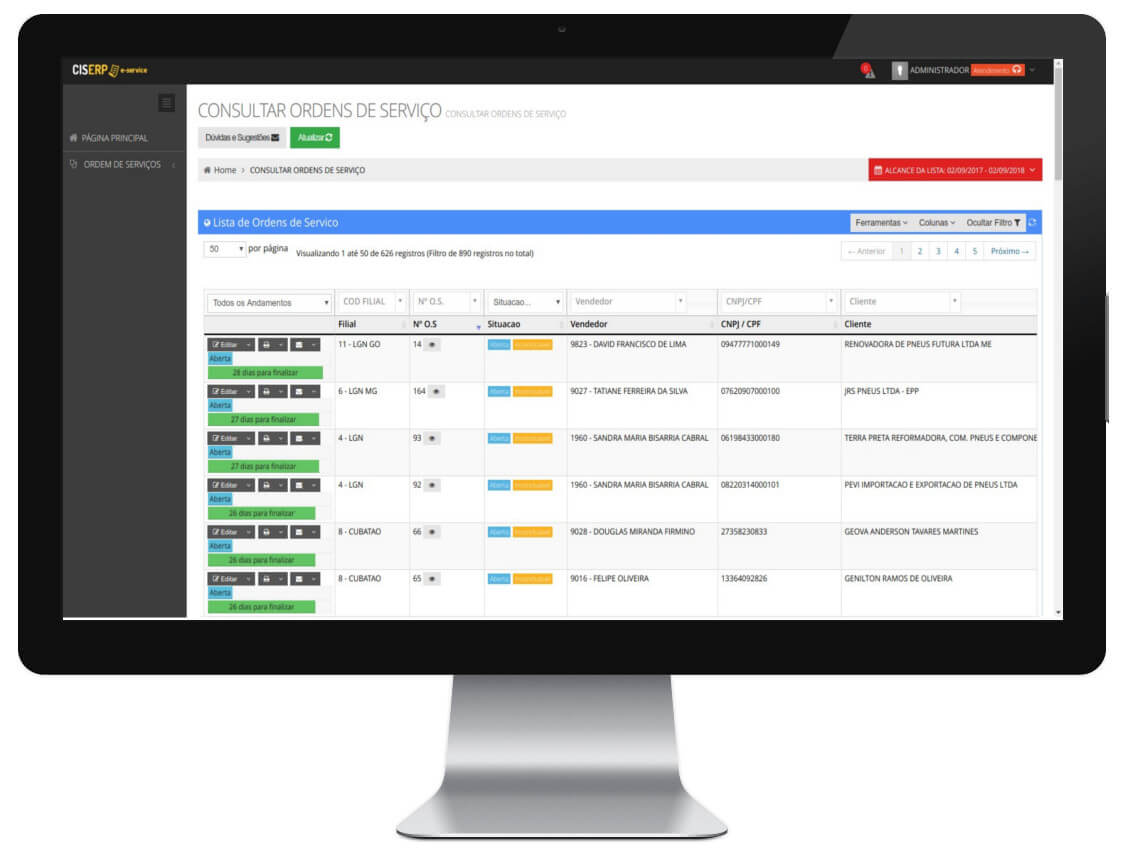 CISERP e-service
0 ADMINISTRADOR Atendimento
PÁGINA PRINCIPAL
ORDEM DE SERVIÇOS
CONSULTAR ORDENS DE SERVIÇO CONSULTAR ORDENS DE SERVIÇO
Dúvidas e Sugestões Atualizar
Home > CONSULTAR ORDENS DE SERVIÇO ALCANCE DA LISTA: 02/09/2017 - 02/09/2018
Lista de Ordens de Servico Ferramentas Colunas Ocultar Filtro
50 por página Visualizando 1 até 50 de 626 registros (Filtro de 890 registros no total) ← Anterior 1 2 3 4 5 Próximo →
Todos os Andamentos COD FILIAL Nº O.S. Situacao... Vendedor CNPJ/CPF Cliente
Filial Nº O.S Situacao Vendedor CNPJ / CPF Cliente
Editar 11 - LGN GO 14 Aberta 9823 - DAVID FRANCISCO DE LIMA 09477771000149 RENOVADORA DE PNEUS FUTURA LTDA ME
Aberta
28 dias para finalizar
Editar 6 - LGN MG 164 Aberta 9027 - TATIANE FERREIRA DA SILVA 07620907000100 JRS PNEUS LTDA - EPP
Aberta
27 dias para finalizar
Editar 4 - LGN 93 Aberta 1960 - SANDRA MARIA BISARRIA CABRAL 06198433000180 TERRA PRETA REFORMADORA, COM. PNEUS E COMPONE
Aberta
27 dias para finalizar
Editar 4 - LGN 92 Aberta 1960 - SANDRA MARIA BISARRIA CABRAL 08220314000101 PEVI IMPORTACAO E EXPORTACAO DE PNEUS LTDA
Aberta
26 dias para finalizar
Editar 8 - CUBATAO 66 Aberta 9028 - DOUGLAS MIRANDA FIRMINO 27358230833 GEOVA ANDERSON TAVARES MARTINES
Aberta
26 dias para finalizar
Editar 8 - CUBATAO 65 Aberta 9016 - FELIPE OLIVEIRA 13364092826 GENILTON RAMOS DE OLIVEIRA
Aberta
26 dias para finalizar